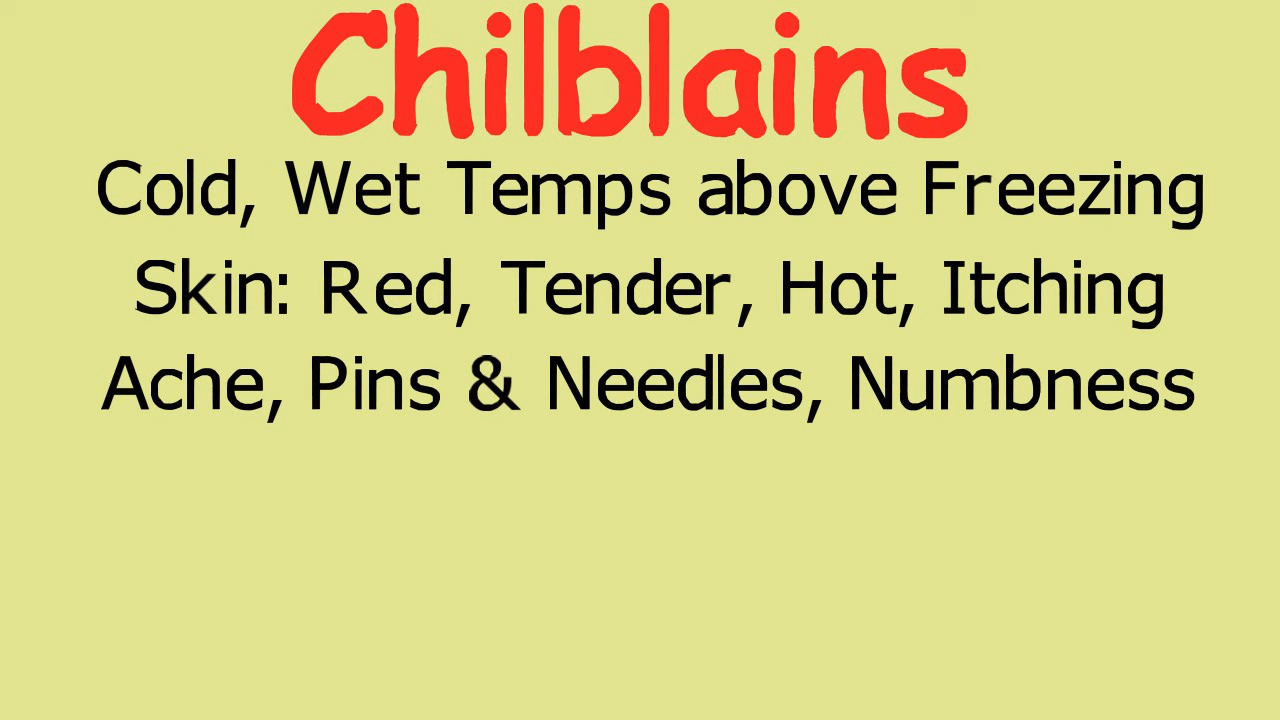 Chilblains
Cold, Wet Temps above Freezing
Skin: Red, Tender, Hot, Itching
Ache, Pins & Needles, Numbness